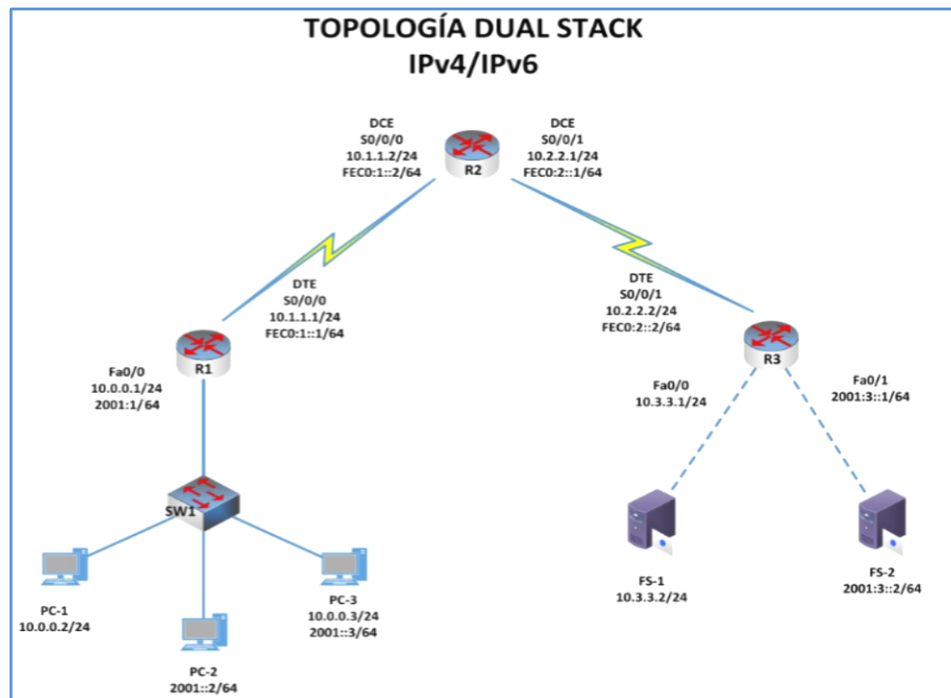 TOPOLOGÍA DUAL STACK
IPv4/IPv6
DCE
S0/0/0
10.1.1.2/24
FEC0:1::2/64
DCE
S0/0/1
10.2.2.1/24
FEC0:2::1/64
R2
DTE
S0/0/0
10.1.1.1/24
FEC0:1::1/64
DTE
S0/0/1
10.2.2.2/24
FEC0:2::2/64
R1
R3
Fa0/0
10.0.0.1/24
2001:1/64
Fa0/0
10.3.3.1/24
Fa0/1
2001:3::1/64
SW1
PC-1
10.0.0.2/24
PC-2
2001::2/64
PC-3
10.0.0.3/24
2001::3/64
FS-1
10.3.3.2/24
FS-2
2001:3::2/64